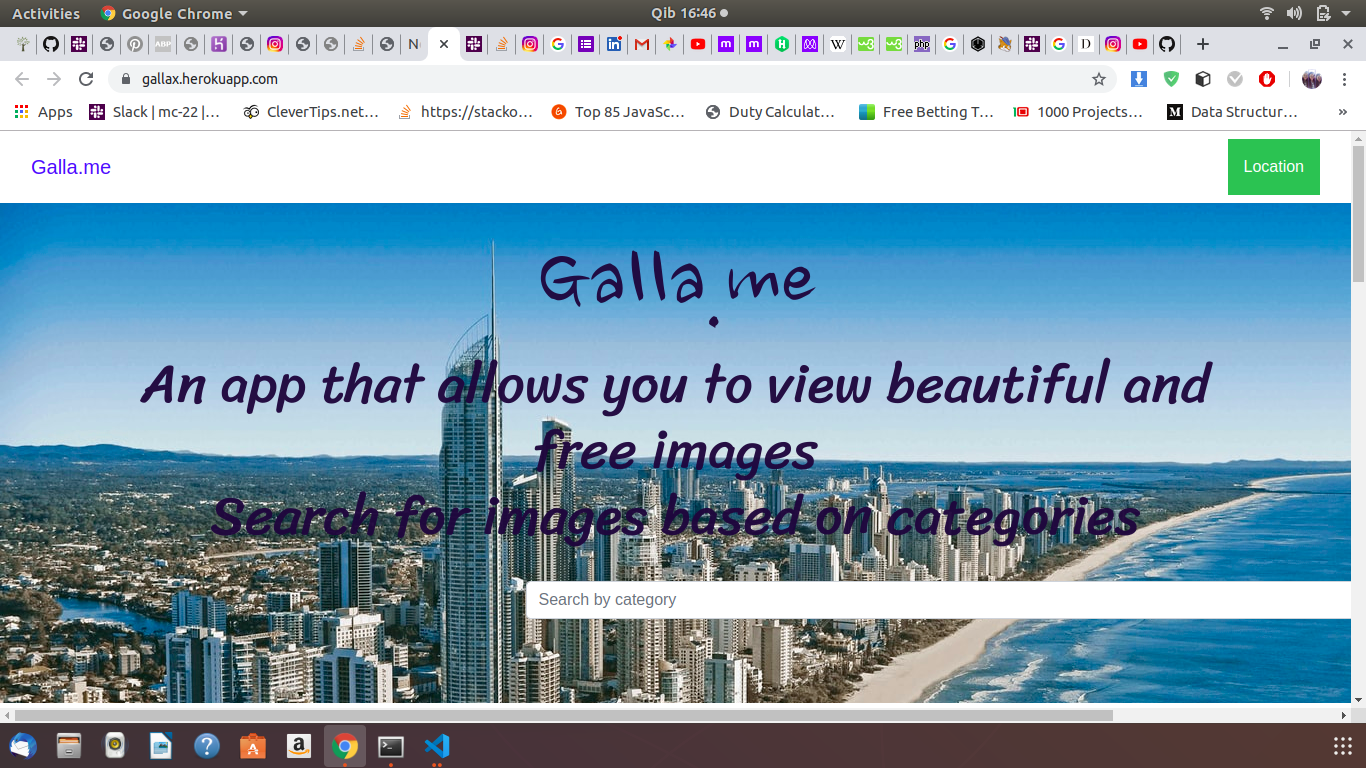 Activities
Google Chrome
Qib 16:46
N
gallax.herokuapp.com
Apps
Slack | mc-22 |…
CleverTips.net…
https://stacko…
Top 85 JavaSc…
Duty Calculat…
Free Betting T…
1000 Projects…
Data Structur…
»
Galla.me
Location
Galla.me
An app that allows you to view beautiful and
free images
Search for images based on categories
Search by category